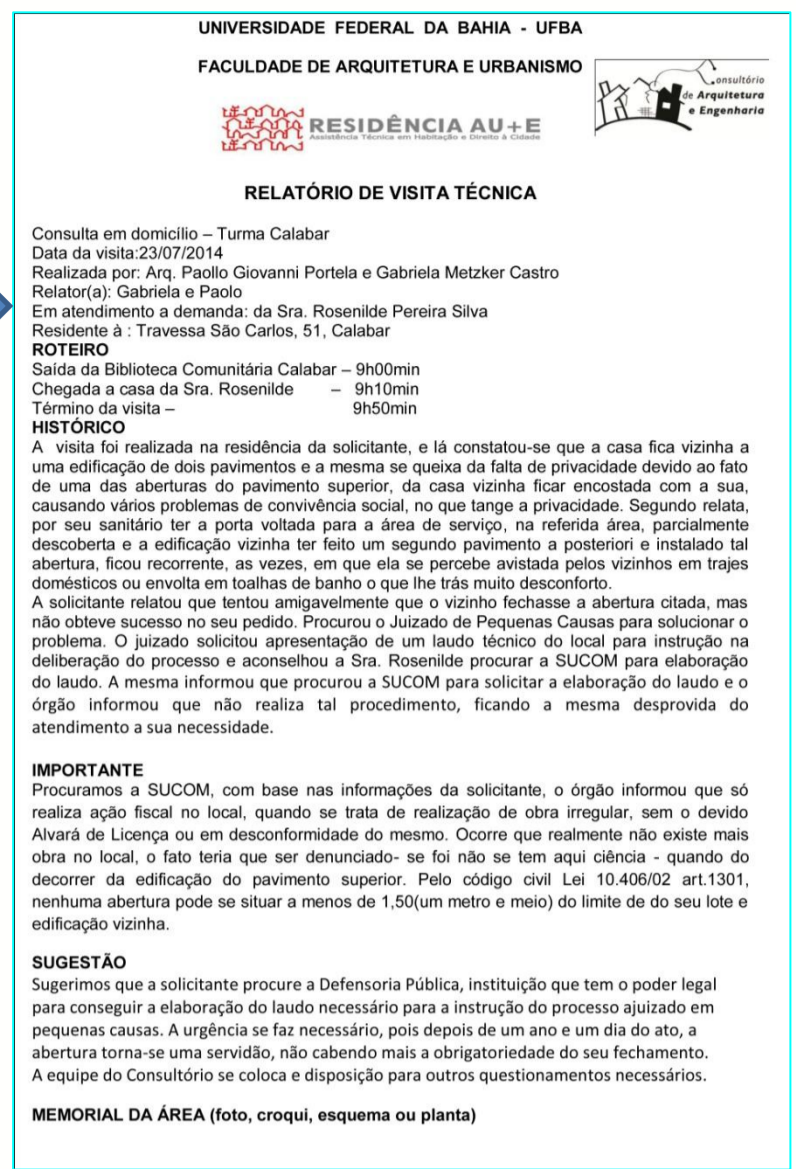 UNIVERSIDADE FEDERAL DA BAHIA - UFBA
FACULDADE DE ARQUITETURA E URBANISMO
Consultório
de Arquitetura
e Engenharia
RESIDÊNCIA AU+E
Assistência Técnica em Habitação e Direito à Cidade
RELATÓRIO DE VISITA TÉCNICA
Consulta em domicílio – Turma Calabar
Data da visita:23/07/2014
Realizada por: Arq. Paollo Giovanni Portela e Gabriela Metzker Castro
Relator(a): Gabriela e Paolo
Em atendimento a demanda: da Sra. Rosenilde Pereira Silva
Residente à : Travessa São Carlos, 51, Calabar
ROTEIRO
Saída da Biblioteca Comunitária Calabar – 9h00min
Chegada a casa da Sra. Rosenilde – 9h10min
Término da visita – 9h50min
HISTÓRICO
A visita foi realizada na residência da solicitante, e lá constatou-se que a casa fica vizinha a
uma edificação de dois pavimentos e a mesma se queixa da falta de privacidade devido ao fato
de uma das aberturas do pavimento superior, da casa vizinha ficar encostada com a sua,
causando vários problemas de convivência social, no que tange a privacidade. Segundo relata,
por seu sanitário ter a porta voltada para a área de serviço, na referida área, parcialmente
descoberta e a edificação vizinha ter feito um segundo pavimento a posteriori e instalado tal
abertura, ficou recorrente, as vezes, em que ela se percebe avistada pelos vizinhos em trajes
domésticos ou envolta em toalhas de banho o que lhe trás muito desconforto.
A solicitante relatou que tentou amigavelmente que o vizinho fechasse a abertura citada, mas
não obteve sucesso no seu pedido. Procurou o Juizado de Pequenas Causas para solucionar o
problema. O juizado solicitou apresentação de um laudo técnico do local para instrução na
deliberação do processo e aconselhou a Sra. Rosenilde procurar a SUCOM para elaboração
do laudo. A mesma informou que procurou a SUCOM para solicitar a elaboração do laudo e o
órgão informou que não realiza tal procedimento, ficando a mesma desprovida do
atendimento a sua necessidade.
IMPORTANTE
Procuramos a SUCOM, com base nas informações da solicitante, o órgão informou que só
realiza ação fiscal no local, quando se trata de realização de obra irregular, sem o devido
Alvará de Licença ou em desconformidade do mesmo. Ocorre que realmente não existe mais
obra no local, o fato teria que ser denunciado- se foi não se tem aqui ciência - quando do
decorrer da edificação do pavimento superior. Pelo código civil Lei 10.406/02 art.1301,
nenhuma abertura pode se situar a menos de 1,50(um metro e meio) do limite de do seu lote e
edificação vizinha.
SUGESTÃO
Sugerimos que a solicitante procure a Defensoria Pública, instituição que tem o poder legal
para conseguir a elaboração do laudo necessário para a instrução do processo ajuizado em
pequenas causas. A urgência se faz necessário, pois depois de um ano e um dia do ato, a
abertura torna-se uma servidão, não cabendo mais a obrigatoriedade do seu fechamento.
A equipe do Consultório se coloca e disposição para outros questionamentos necessários.
MEMORIAL DA ÁREA (foto, croqui, esquema ou planta)